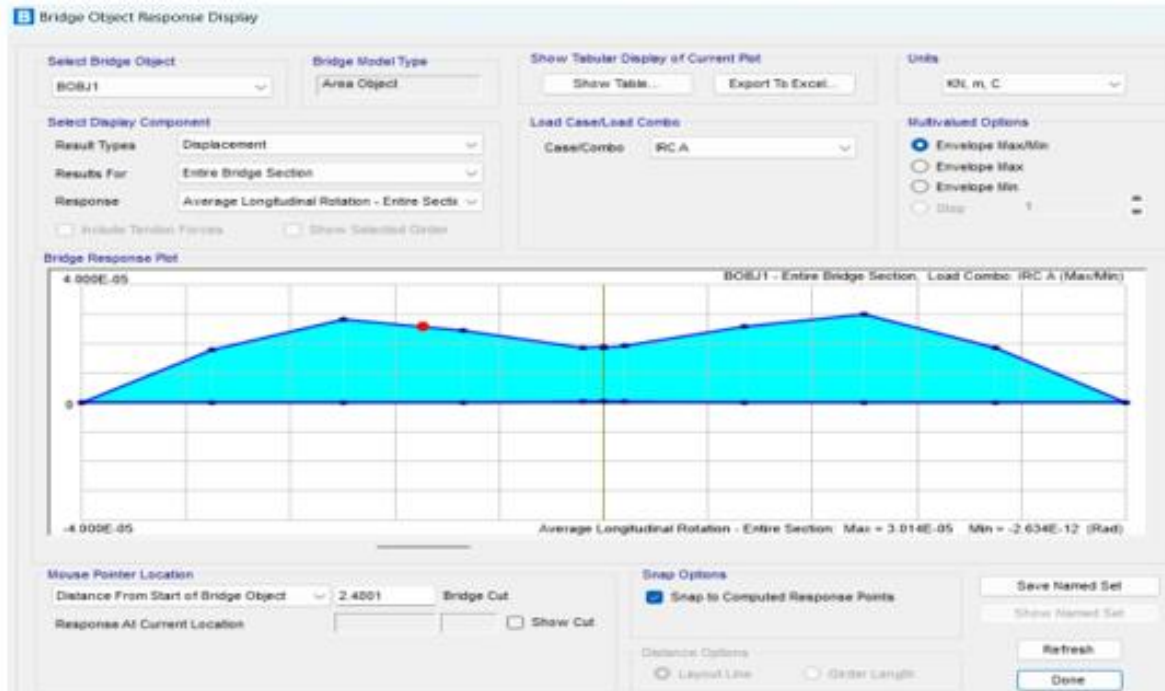 Bridge Object Response Display
Select Bridge Object
BOBJ1
Bridge Model Type
Area Object
Show Tabular Display of Current Plot
Show Table...
Export To Excel...
Units
KN, m, C
Select Display Component
Result Types
Displacement
Results For
Entire Bridge Section
Response
Average Longitudinal Rotation - Entire Sectic
Include Tendon Forces
Show Selected Girder
Load Case/Load Combo
Case/Combo
IRC A
Multivalued Options
Envelope Max/Min
Envelope Max
Envelope Min
Step
1
Bridge Response Plot
4.000E-05
BOBJ1 - Entire Bridge Section, Load Combo: IRC A (Max/Min)
0
-4.000E-05
Average Longitudinal Rotation - Entire Section Max = 3.014E-05 Min = -2.634E-12 (Rad)
Mouse Pointer Location
Distance From Start of Bridge Object
2.4001
Bridge Cut
Response At Current Location
Show Cut
Snap Options
Snap to Computed Response Points
Distance Options
Layout Line
Girder Length
Save Named Set
Show Named Set
Refresh
Done